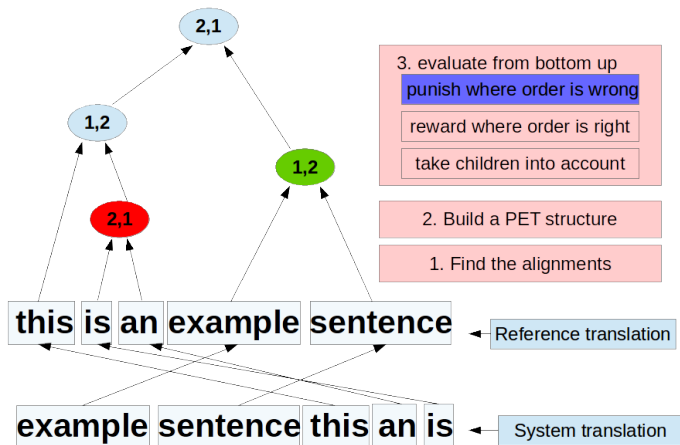 2,1
3. evaluate from bottom up
punish where order is wrong
1,2
reward where order is right
1,2
take children into account
2,1
2. Build a PET structure
1. Find the alignments
this is an example sentence
Reference translation
example sentence this an is
System translation